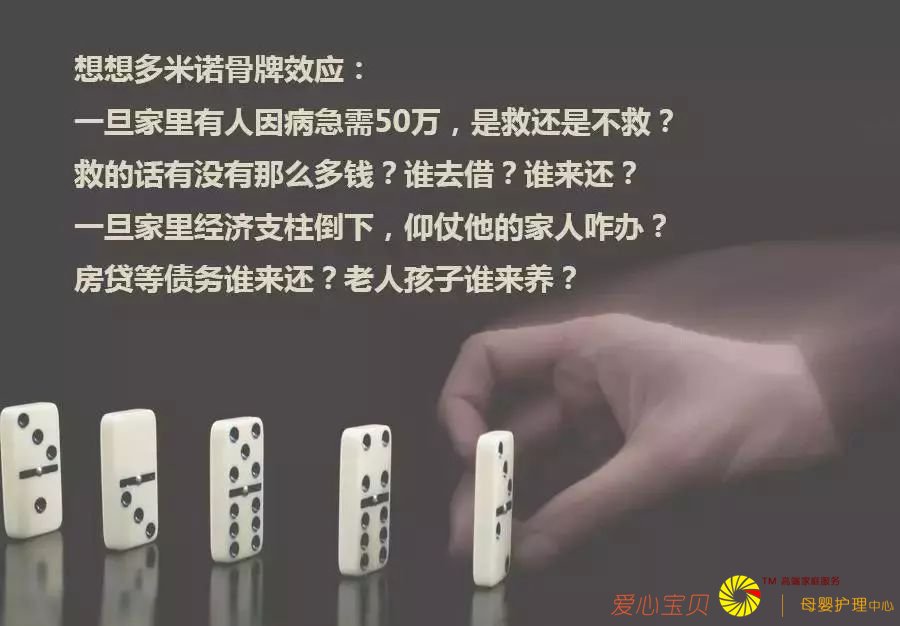 想想多米诺骨牌效应：
一旦家里有人因病急需50万，是救还是不救？
救的话有没有那么多钱？谁去借？谁来还？
一旦家里经济支柱倒下，仰仗他的家人咋办？
房贷等债务谁来还？老人孩子谁来养？
TM 高端家庭服务
爱心宝贝 | 母婴护理中心